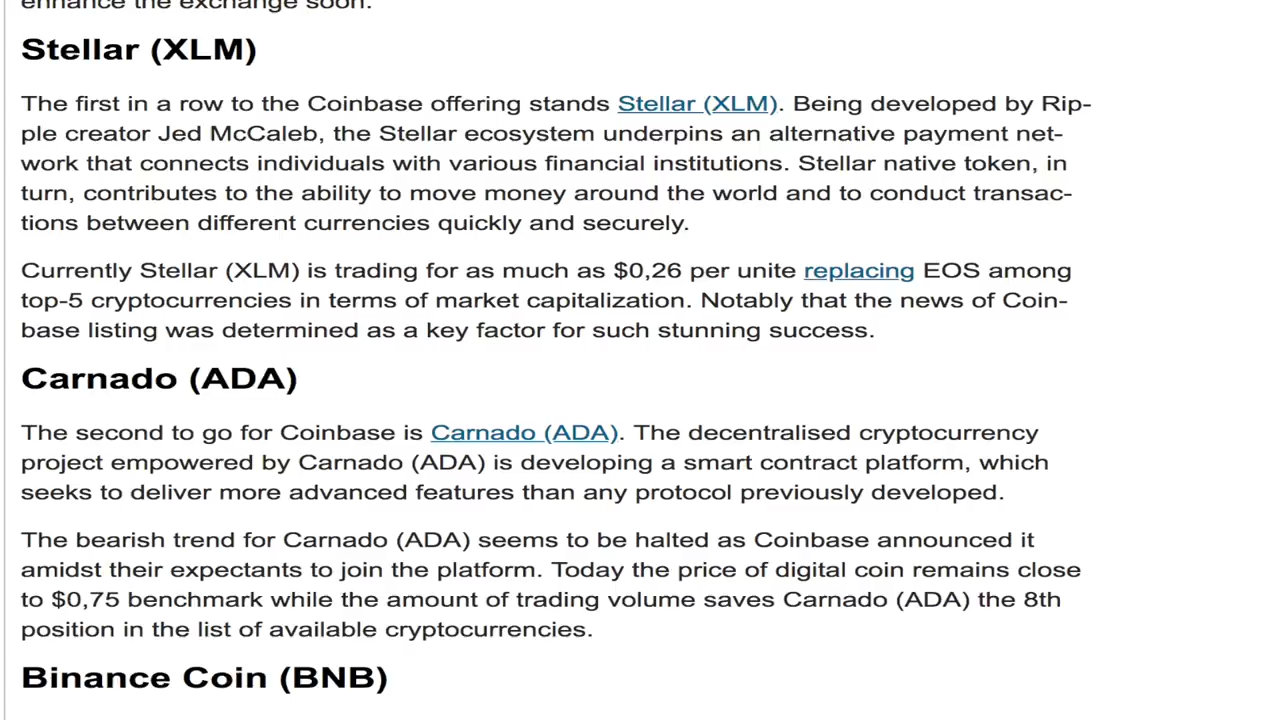 enhance the exchange soon.
Stellar (XLM)
The first in a row to the Coinbase offering stands Stellar (XLM). Being developed by Rip-
ple creator Jed McCaleb, the Stellar ecosystem underpins an alternative payment net-
work that connects individuals with various financial institutions. Stellar native token, in
turn, contributes to the ability to move money around the world and to conduct transac-
tions between different currencies quickly and securely.
Currently Stellar (XLM) is trading for as much as $0,26 per unite replacing EOS among
top-5 cryptocurrencies in terms of market capitalization. Notably that the news of Coin-
base listing was determined as a key factor for such stunning success.
Carnado (ADA)
The second to go for Coinbase is Carnado (ADA). The decentralised cryptocurrency
project empowered by Carnado (ADA) is developing a smart contract platform, which
seeks to deliver more advanced features than any protocol previously developed.
The bearish trend for Carnado (ADA) seems to be halted as Coinbase announced it
amidst their expectants to join the platform. Today the price of digital coin remains close
to $0,75 benchmark while the amount of trading volume saves Carnado (ADA) the 8th
position in the list of available cryptocurrencies.
Binance Coin (BNB)